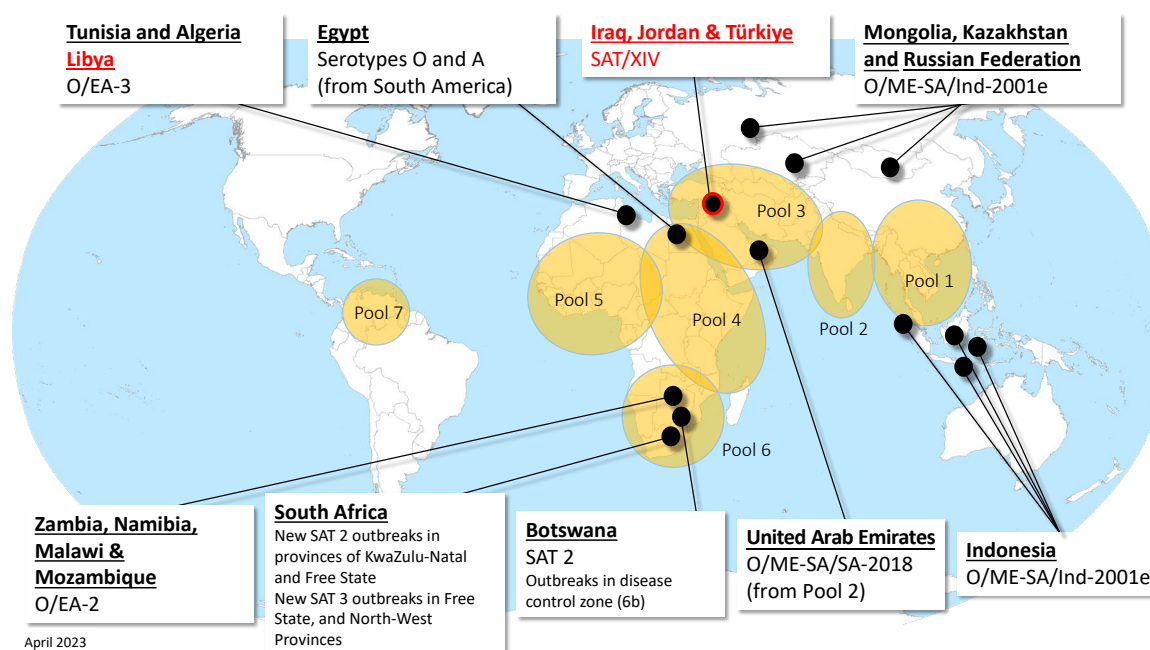 Tunisia and Algeria
Libya
O/EA-3
Egypt
Serotypes O and A
(from South America)
Iraq, Jordan & Türkiye
SAT/XIV
Mongolia, Kazakhstan
and Russian Federation
O/ME-SA/Ind-2001e
Pool 3
Pool 1
Pool 5
Pool 7
Pool 4
Pool 2
Pool 6
Zambia, Namibia,
Malawi &
Mozambique
O/EA-2
South Africa
New SAT 2 outbreaks in
provinces of KwaZulu-Natal
and Free State
New SAT 3 outbreaks in Free
State, and North-West
Provinces
Botswana
SAT 2
Outbreaks in disease
control zone (6b)
United Arab Emirates
O/ME-SA/SA-2018
(from Pool 2)
Indonesia
O/ME-SA/Ind-2001e
April 2023